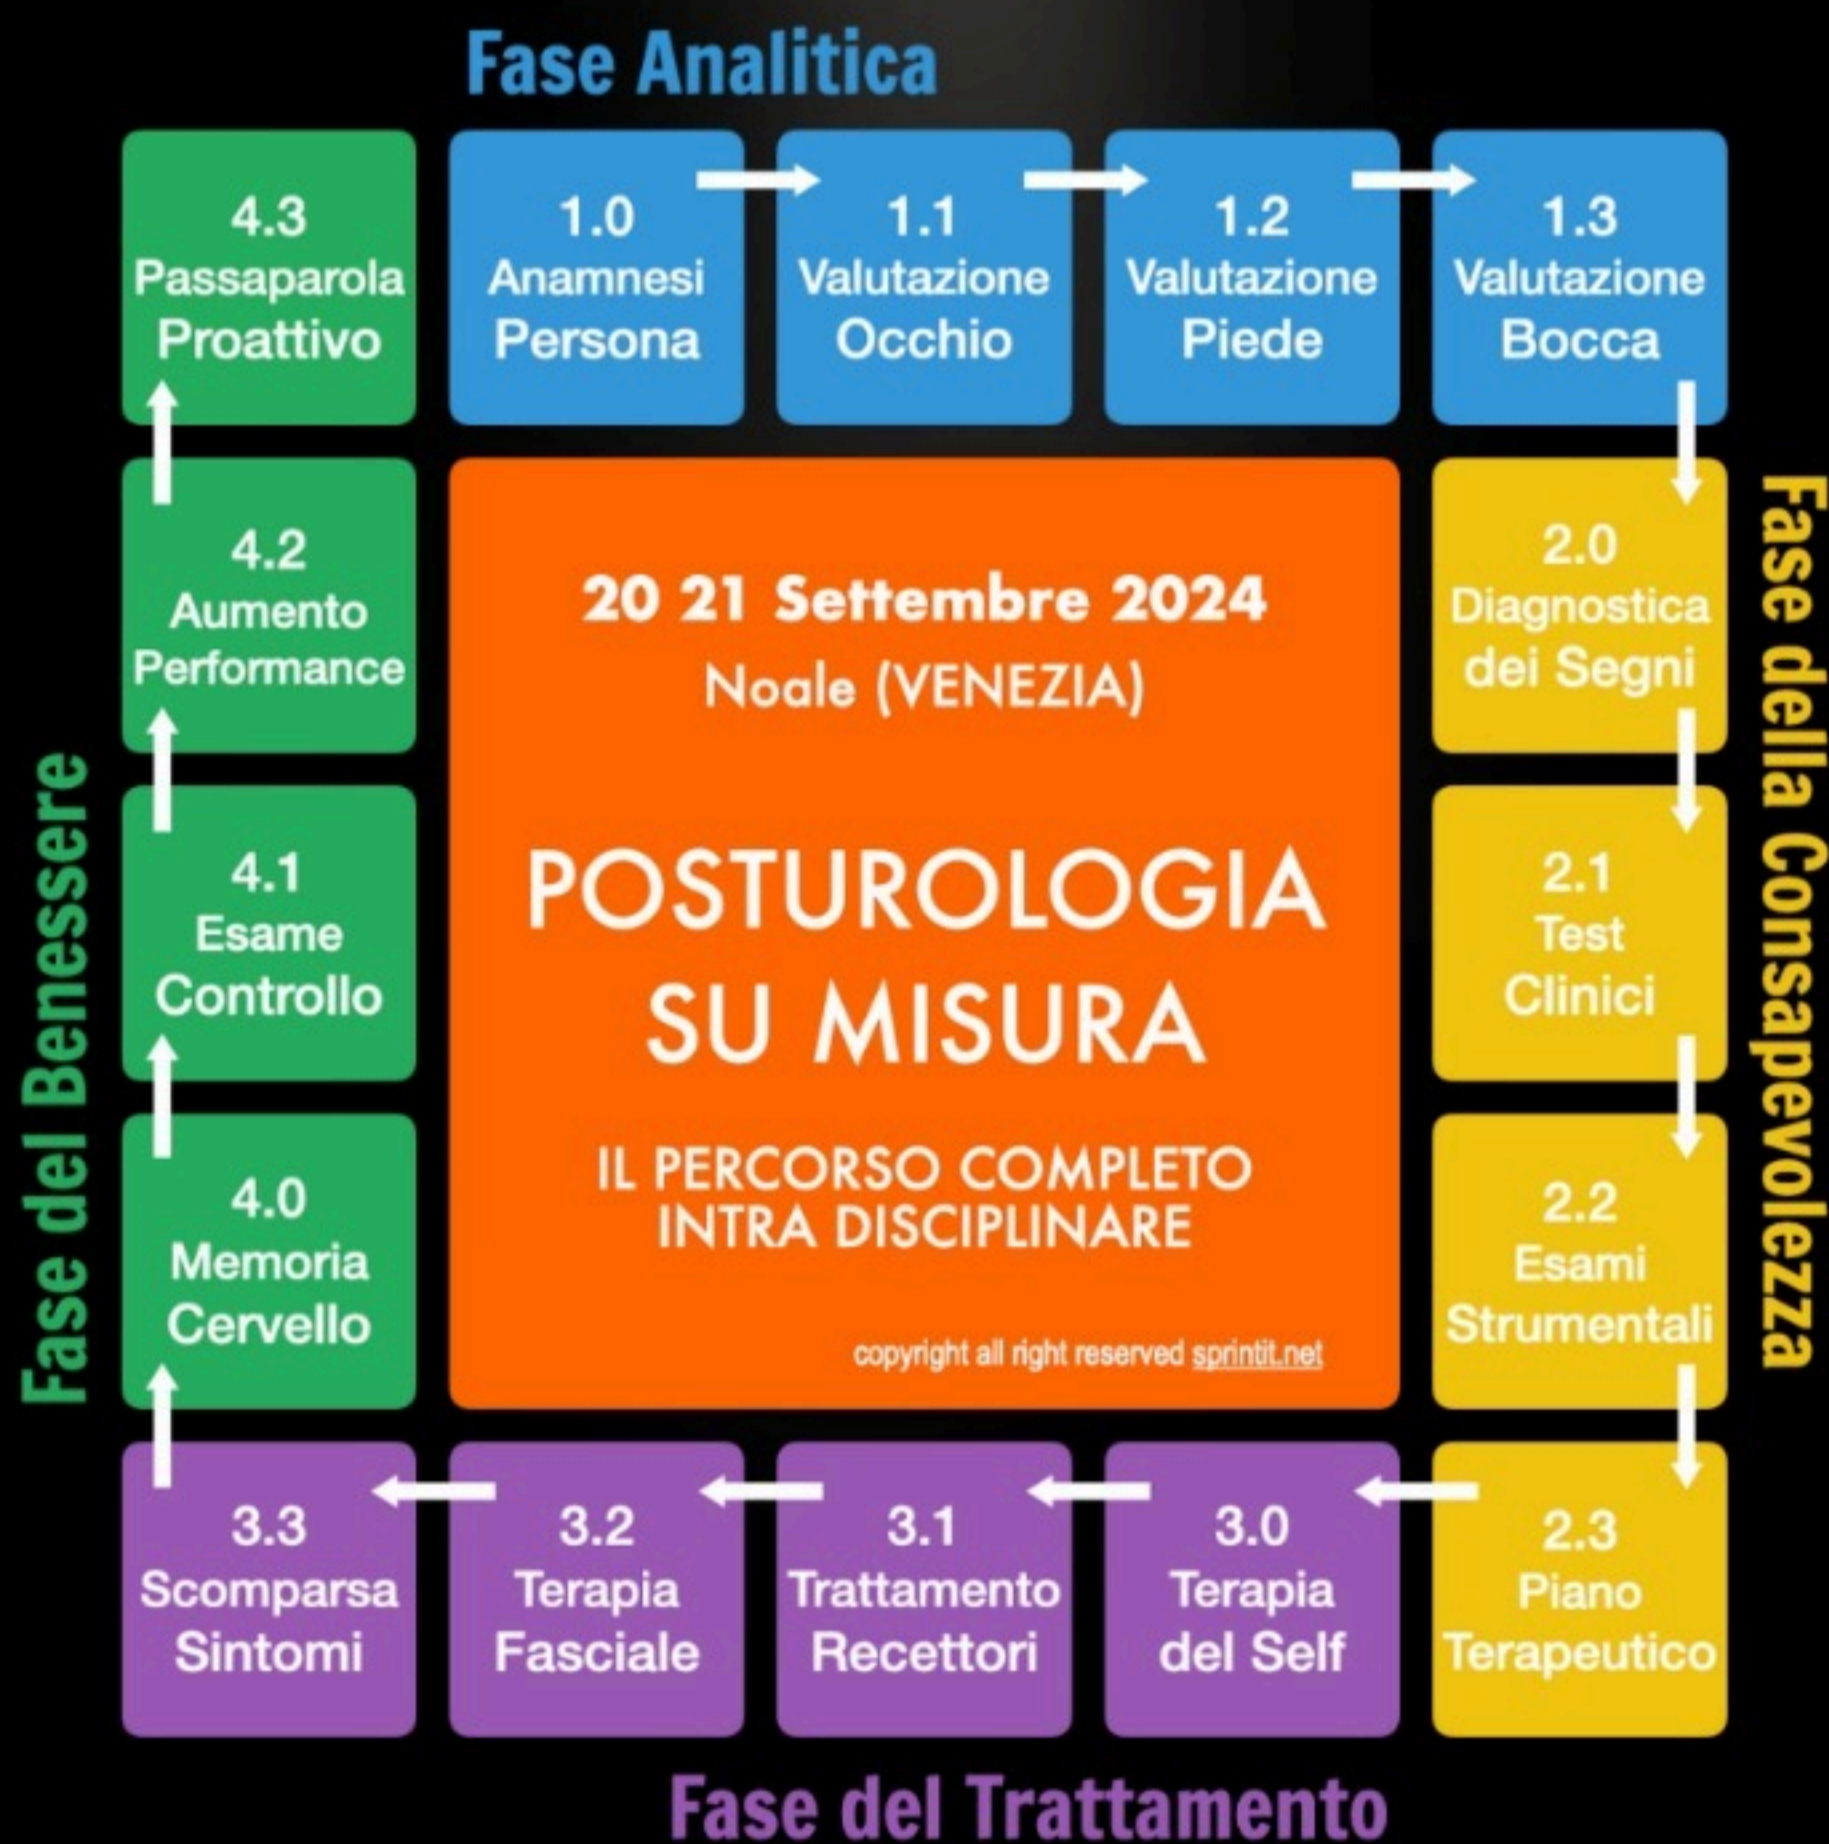 Fase Analitica
1.0
Anamnesi
Persona
1.1
Valutazione
Occhio
1.2
Valutazione
Piede
1.3
Valutazione
Bocca
Fase della Consapevolezza
2.0
Diagnostica
dei Segni
2.1
Test
Clinici
2.2
Esami
Strumentali
2.3
Piano
Terapeutico
Fase del Trattamento
3.0
Terapia
del Self
3.1
Trattamento
Recettori
3.2
Terapia
Fasciale
3.3
Scomparsa
Sintomi
Fase del Benessere
4.0
Memoria
Cervello
4.1
Esame
Controllo
4.2
Aumento
Performance
4.3
Passaparola
Proattivo
20 21 Settembre 2024
Noale (VENEZIA)
POSTUROLOGIA
SU MISURA
IL PERCORSO COMPLETO
INTRA DISCIPLINARE
copyright all right reserved sprintit.net